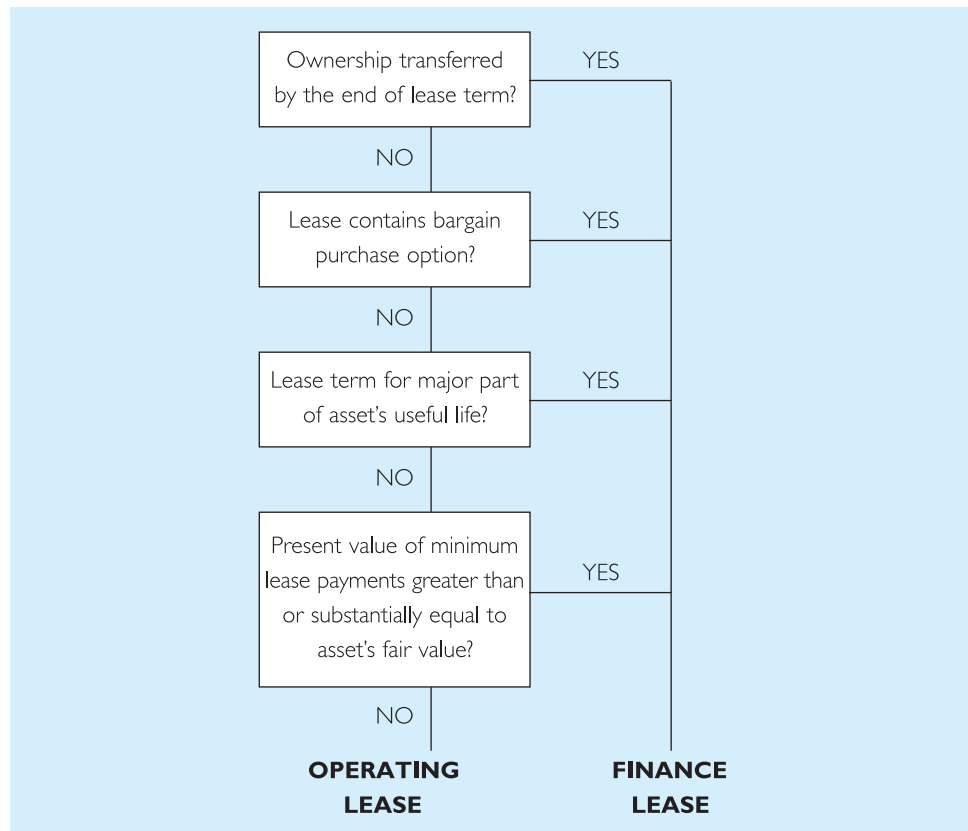 Ownership transferred
by the end of lease term?
YES
NO
Lease contains bargain
purchase option?
YES
NO
Lease term for major part
of asset’s useful life?
YES
NO
Present value of minimum
lease payments greater than
or substantially equal to
asset’s fair value?
YES
NO
OPERATING
LEASE
FINANCE
LEASE